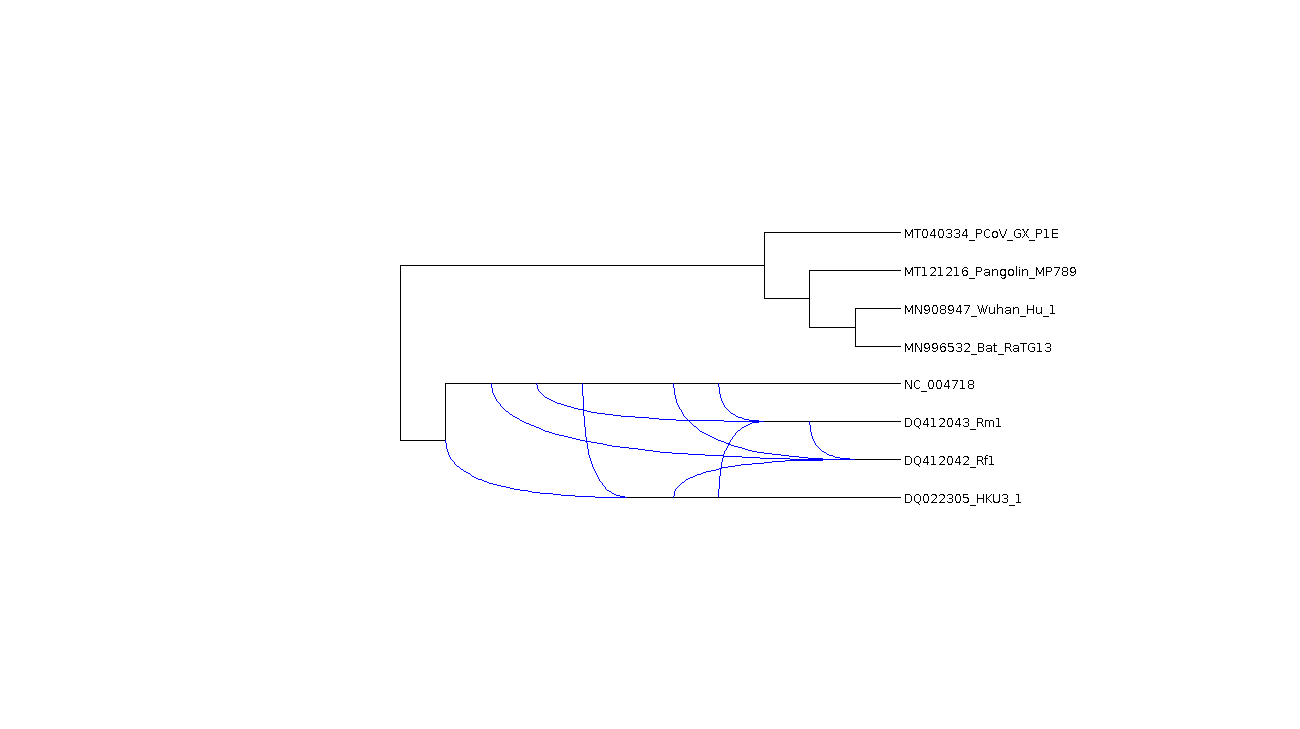 MT040334_PCoV_GX_P1E
MT121216_Pangolin_MP789
MN908947_Wuhan_Hu_1
MN996532_Bat_RaTG13
NC_004718
DQ412043_Rm1
DQ412042_Rf1
DQ022305_HKU3_1